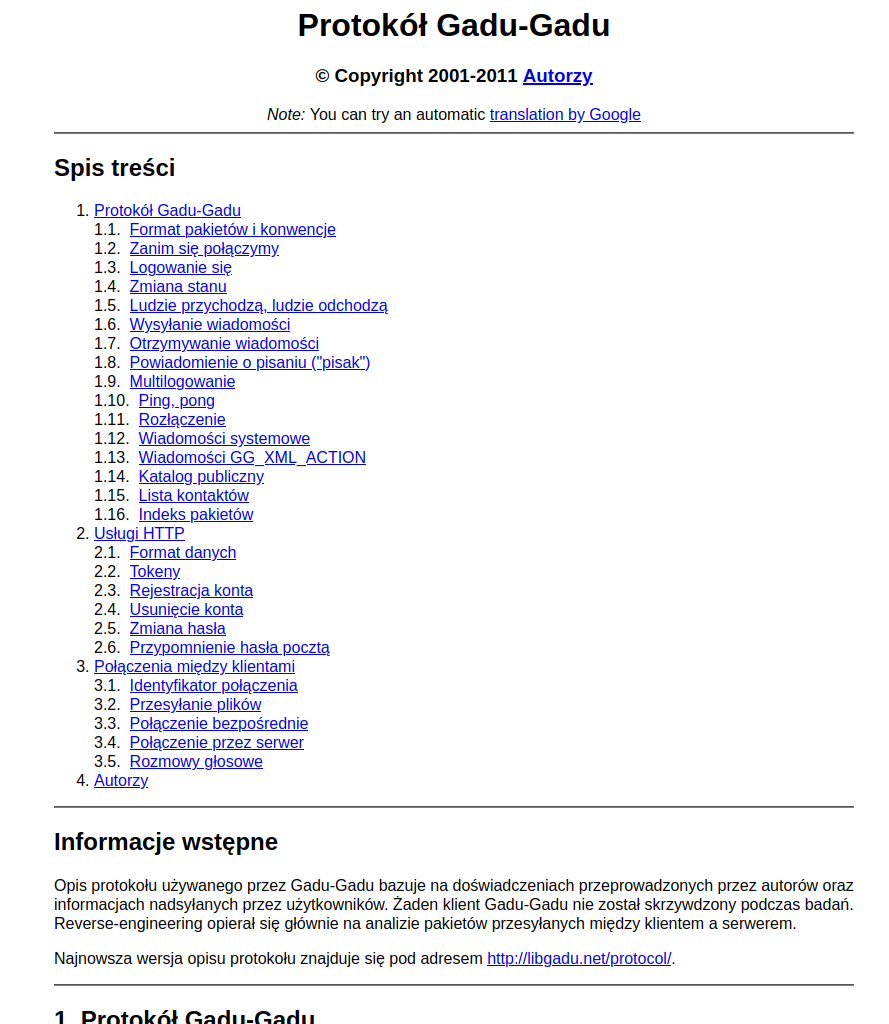 Protokół Gadu-Gadu
© Copyright 2001-2011 Autorzy
Note: You can try an automatic translation by Google
Spis treści
1. Protokół Gadu-Gadu
1.1. Format pakietów i konwencje
1.2. Zanim się połączymy
1.3. Logowanie się
1.4. Zmiana stanu
1.5. Ludzie przychodzą, ludzie odchodzą
1.6. Wysyłanie wiadomości
1.7. Otrzymywanie wiadomości
1.8. Powiadomienie o pisaniu ("pisak")
1.9. Multilogowanie
1.10. Ping, pong
1.11. Rozłączenie
1.12. Wiadomości systemowe
1.13. Wiadomości GG_XML_ACTION
1.14. Katalog publiczny
1.15. Lista kontaktów
1.16. Indeks pakietów
2. Usługi HTTP
2.1. Format danych
2.2. Tokeny
2.3. Rejestracja konta
2.4. Usunięcie konta
2.5. Zmiana hasła
2.6. Przypomnienie hasła pocztą
3. Połączenia między klientami
3.1. Identyfikator połączenia
3.2. Przesyłanie plików
3.3. Połączenie bezpośrednie
3.4. Połączenie przez serwer
3.5. Rozmowy głosowe
4. Autorzy
Informacje wstępne
Opis protokołu używanego przez Gadu-Gadu bazuje na doświadczeniach przeprowadzonych przez autorów oraz
informacjach nadsyłanych przez użytkowników. Żaden klient Gadu-Gadu nie został skrzywdzony podczas badań.
Reverse-engineering opierał się głównie na analizie pakietów przesyłanych między klientem a serwerem.
Najnowsza wersja opisu protokołu znajduje się pod adresem http://libgadu.net/protocol/.
1. Protokół Gadu-Gadu